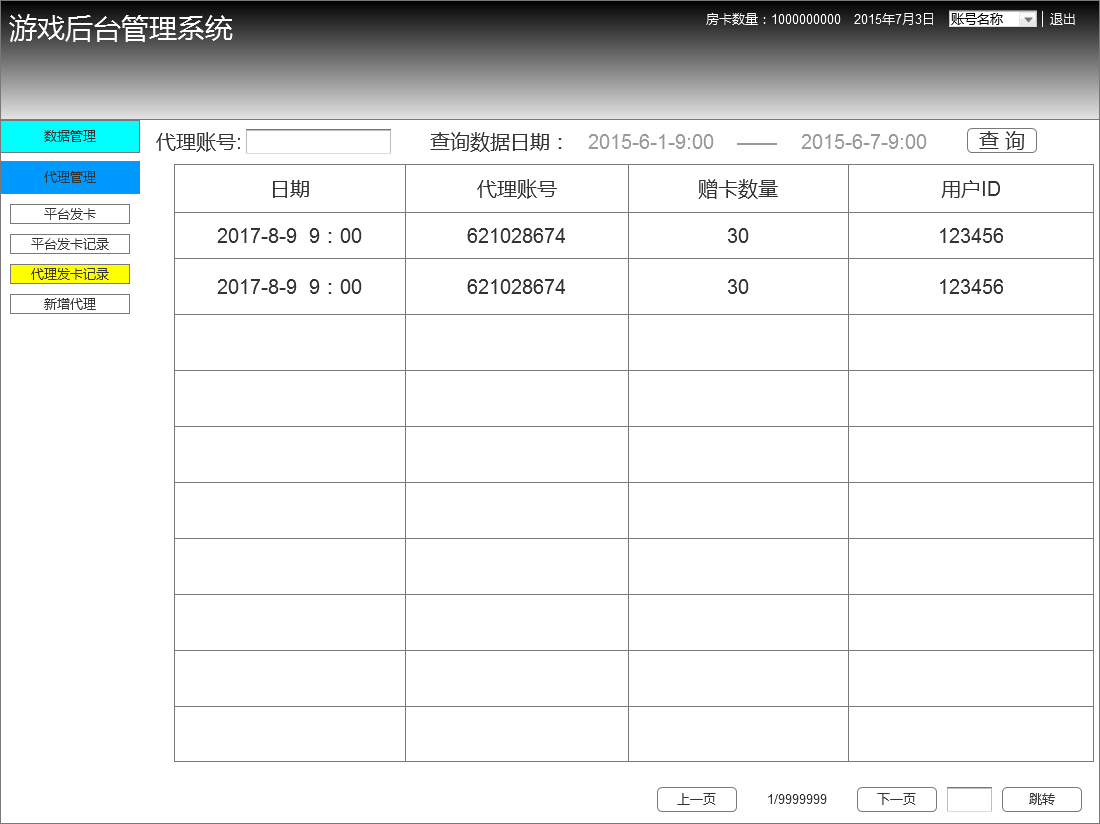 游戏后台管理系统
房卡数量：1000000000 2015年7月3日 账号名称 退出
数据管理
代理管理
平台发卡
平台发卡记录
代理发卡记录
新增代理
代理账号: 查询数据日期： 2015-6-1-9:00 —— 2015-6-7-9:00 查 询
日期 代理账号 赠卡数量 用户ID
2017-8-9 9：00 621028674 30 123456
2017-8-9 9：00 621028674 30 123456
上一页 1/9999999 下一页 跳转